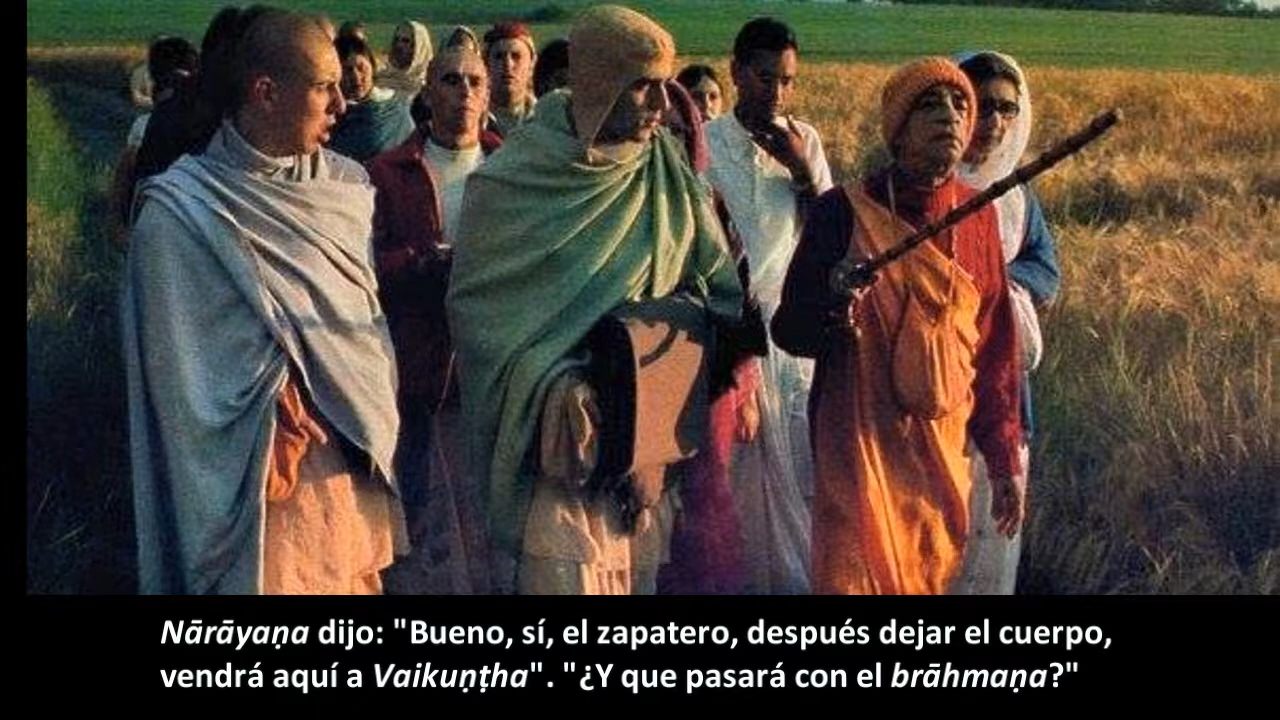 Nārāyaṇa dijo: "Bueno, sí, el zapatero, después dejar el cuerpo,
vendrá aquí a Vaikuṇṭha". "¿Y que pasará con el brāhmaṇa?"